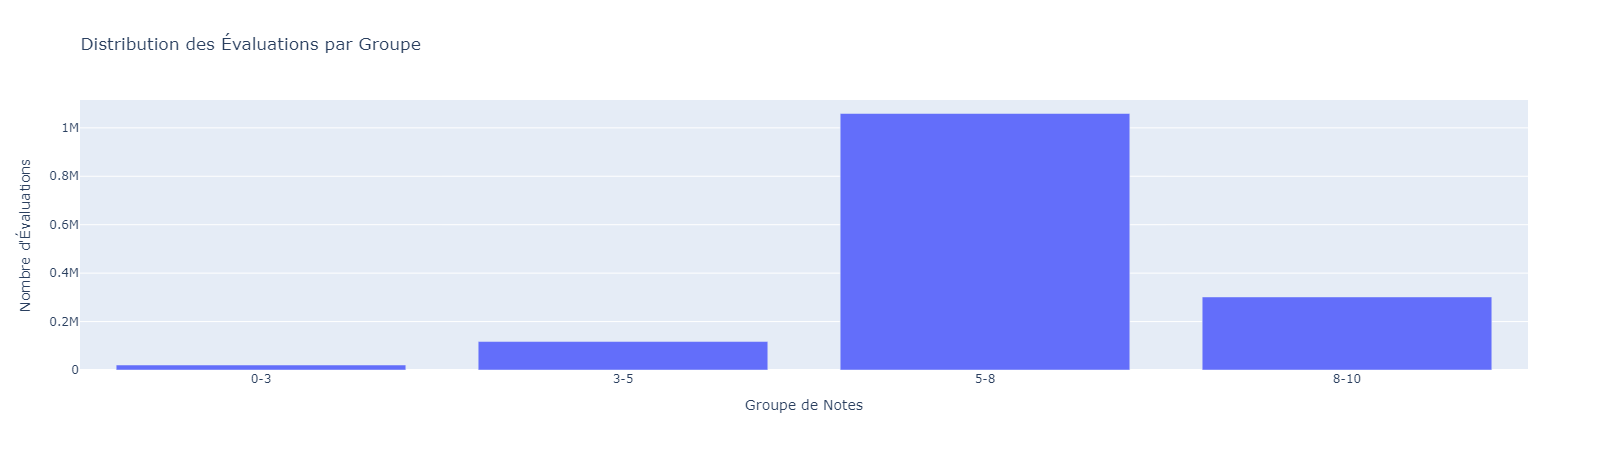 Distribution des Évaluations par Groupe
Nombre d'Évaluations
1M
0.8M
0.6M
0.4M
0.2M
0
0-3
3-5
5-8
8-10
Groupe de Notes